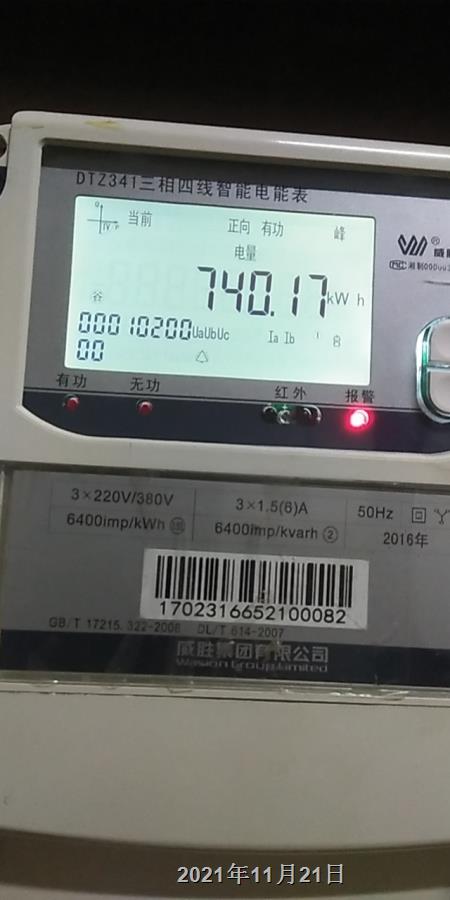 DTZ341三相四线智能电能表
当前 正向 有功 峰
电量
740.17kW h
谷
00010200UaUbUc Ia Ib
00
有功 无功 红外 报警
3×220V/380V 3×1.5(6)A 50Hz
6400imp/kWh 6400imp/kvarh ② 2016年
1702316652100082
GB/T 17215.322-2008 DL/T 614-2007
威胜集团有限公司
Wasion Group Limited
2021年11月21日